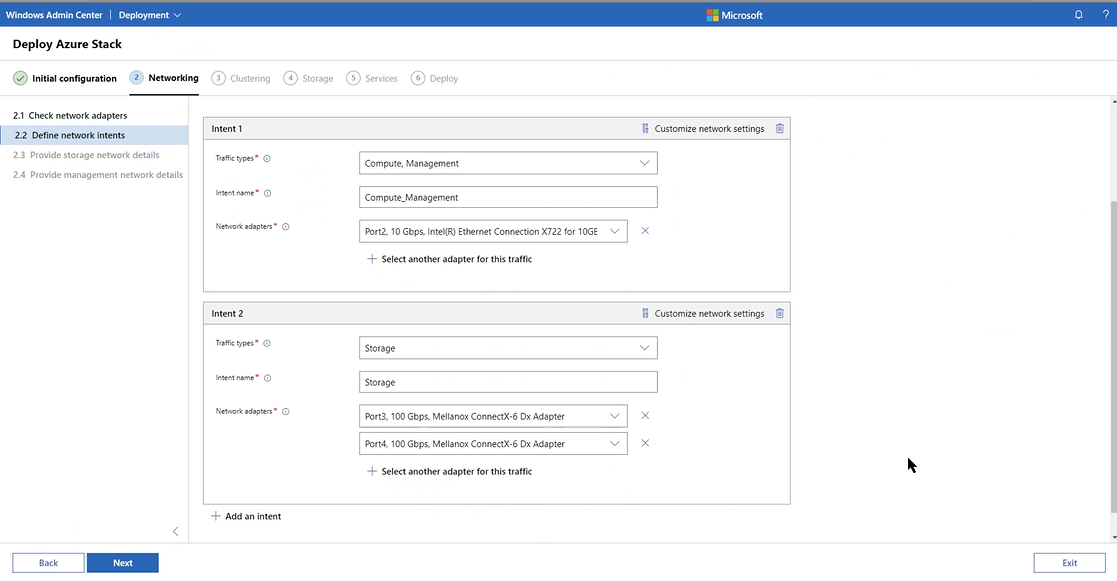 Windows Admin Center | Deployment
Microsoft
?
Deploy Azure Stack
Initial configuration
2 Networking
3 Clustering
4 Storage
5 Services
6 Deploy
2.1 Check network adapters
2.2 Define network intents
2.3 Provide storage network details
2.4 Provide management network details
Intent 1
Customize network settings
Traffic types*
Compute, Management
Intent name*
Compute_Management
Network adapters*
Port2, 10 Gbps, Intel(R) Ethernet Connection X722 for 10GE
+ Select another adapter for this traffic
Intent 2
Customize network settings
Traffic types*
Storage
Intent name*
Storage
Network adapters*
Port3, 100 Gbps, Mellanox ConnectX-6 Dx Adapter
Port4, 100 Gbps, Mellanox ConnectX-6 Dx Adapter
+ Select another adapter for this traffic
+ Add an intent
Back
Next
Exit